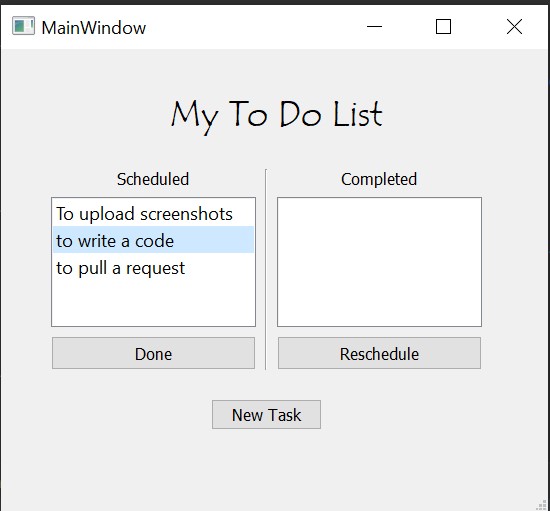 MainWindow
My To Do List
Scheduled
Completed
To upload screenshots
to write a code
to pull a request
Done
Reschedule
New Task